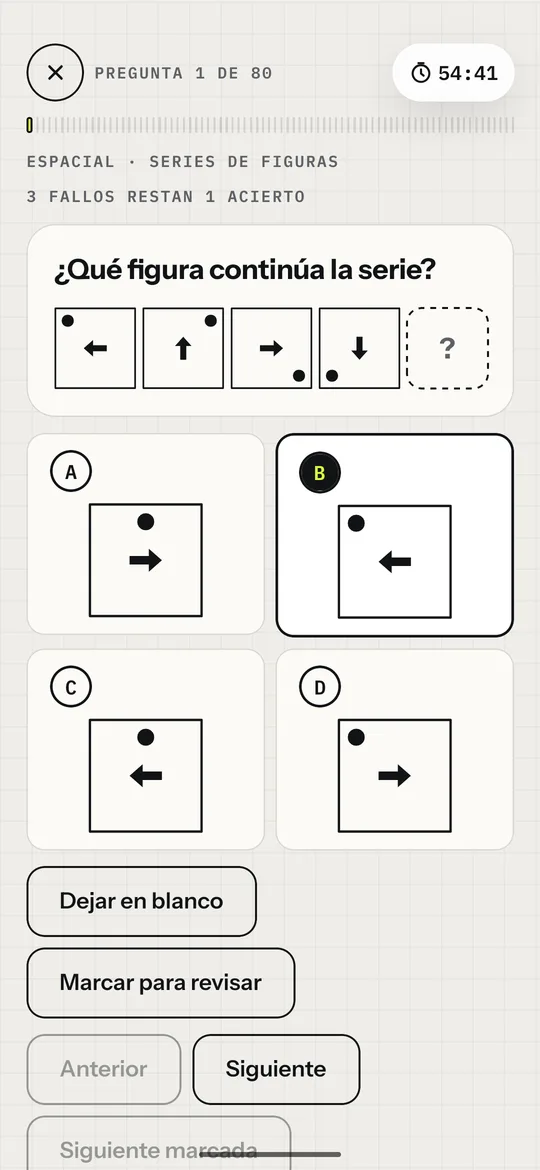 PREGUNTA 1 DE 80
54:41
ESPACIAL · SERIES DE FIGURAS
3 FALLOS RESTAN 1 ACIERTO
¿Qué figura continúa la serie?
?
A
B
C
D
Dejar en blanco
Marcar para revisar
Anterior
Siguiente
Siguiente marcada